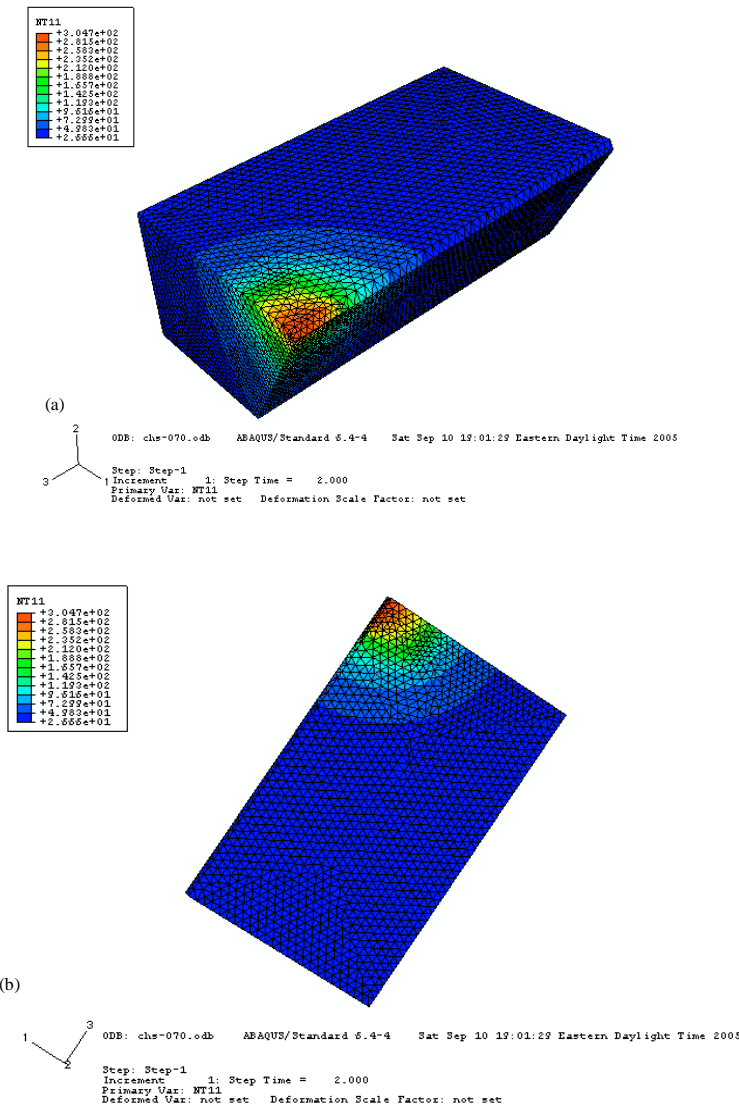 NT11
+3.047e+02
+2.815e+02
+2.583e+02
+2.352e+02
+2.120e+02
+1.888e+02
+1.657e+02
+1.425e+02
+1.193e+02
+9.616e+01
+7.299e+01
+4.983e+01
+2.666e+01
(a)
2
3
1
ODB: chs-070.odb ABAQUS/Standard 6.4-4 Sat Sep 10 19:01:29 Eastern Daylight Time 2005
Step: Step-1
Increment 1: Step Time = 2.000
Primary Var: NT11
Deformed Var: not set Deformation Scale Factor: not set
NT11
+3.047e+02
+2.815e+02
+2.583e+02
+2.352e+02
+2.120e+02
+1.888e+02
+1.657e+02
+1.425e+02
+1.193e+02
+9.616e+01
+7.299e+01
+4.983e+01
+2.666e+01
(b)
1
3
2
ODB: chs-070.odb ABAQUS/Standard 6.4-4 Sat Sep 10 19:01:29 Eastern Daylight Time 2005
Step: Step-1
Increment 1: Step Time = 2.000
Primary Var: NT11
Deformed Var: not set Deformation Scale Factor: not set